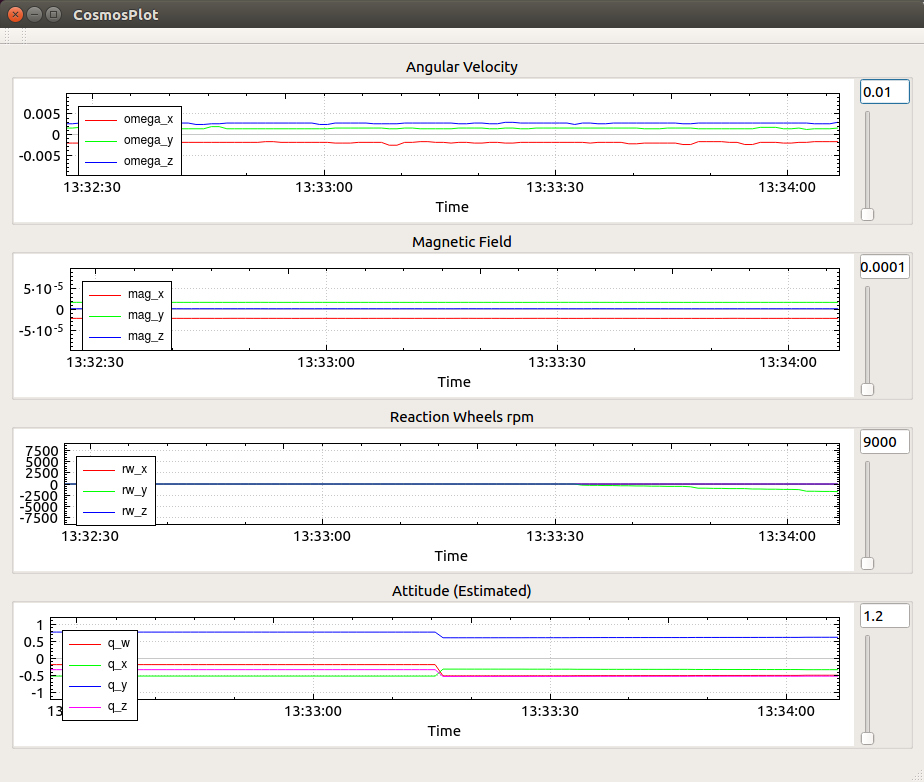 CosmosPlot
Angular Velocity
0.01
0.005
0
-0.005
omega_x
omega_y
omega_z
13:32:30 13:33:00 13:33:30 13:34:00
Time
Magnetic Field
0.0001
5·10⁻⁵
0
-5·10⁻⁵
mag_x
mag_y
mag_z
13:32:30 13:33:00 13:33:30 13:34:00
Time
Reaction Wheels rpm
9000
7500
5000
2500
0
-2500
-5000
-7500
rw_x
rw_y
rw_z
13:32:30 13:33:00 13:33:30 13:34:00
Time
Attitude (Estimated)
1.2
1
0.5
0
-0.5
-1
q_w
q_x
q_y
q_z
13 13:33:00 13:33:30 13:34:00
Time